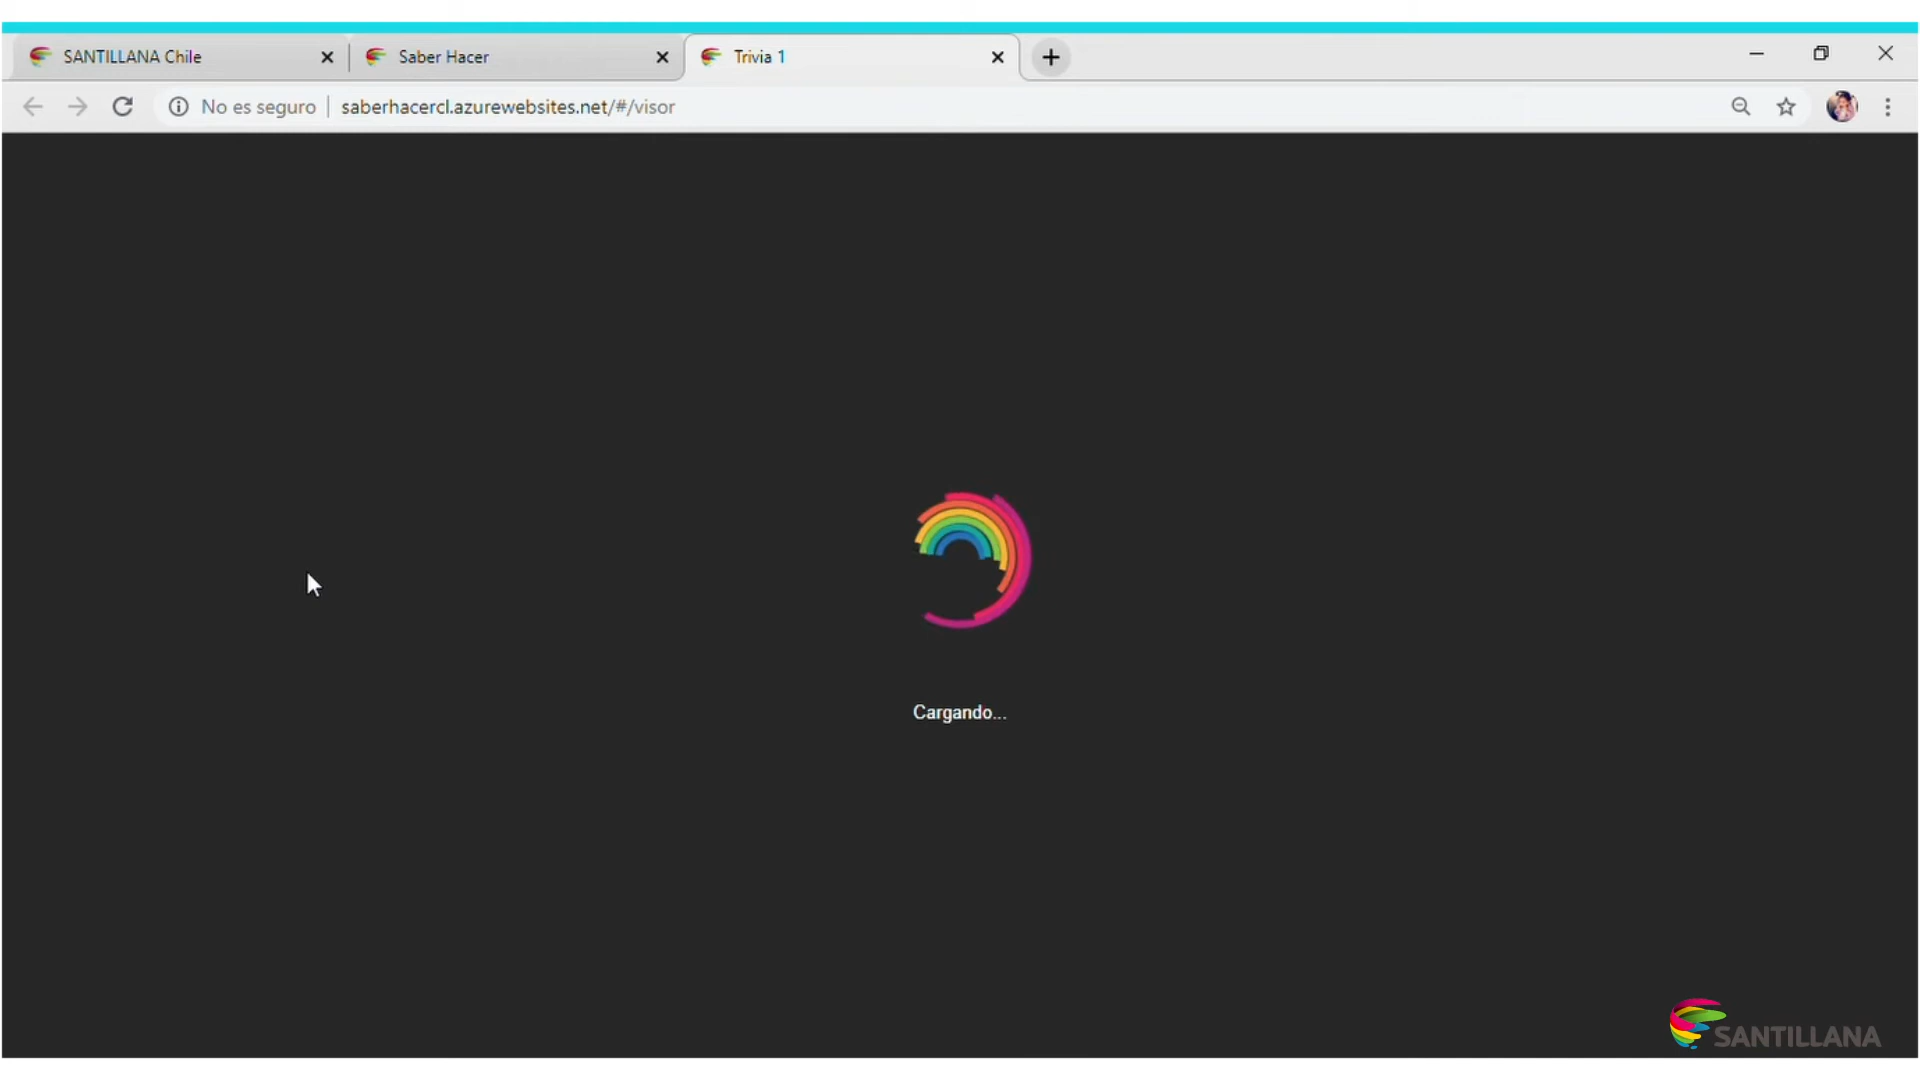 SANTILLANA Chile
Saber Hacer
Trivia 1
No es seguro
saberhacercl.azurewebsites.net/#/visor
Cargando...
SANTILLANA